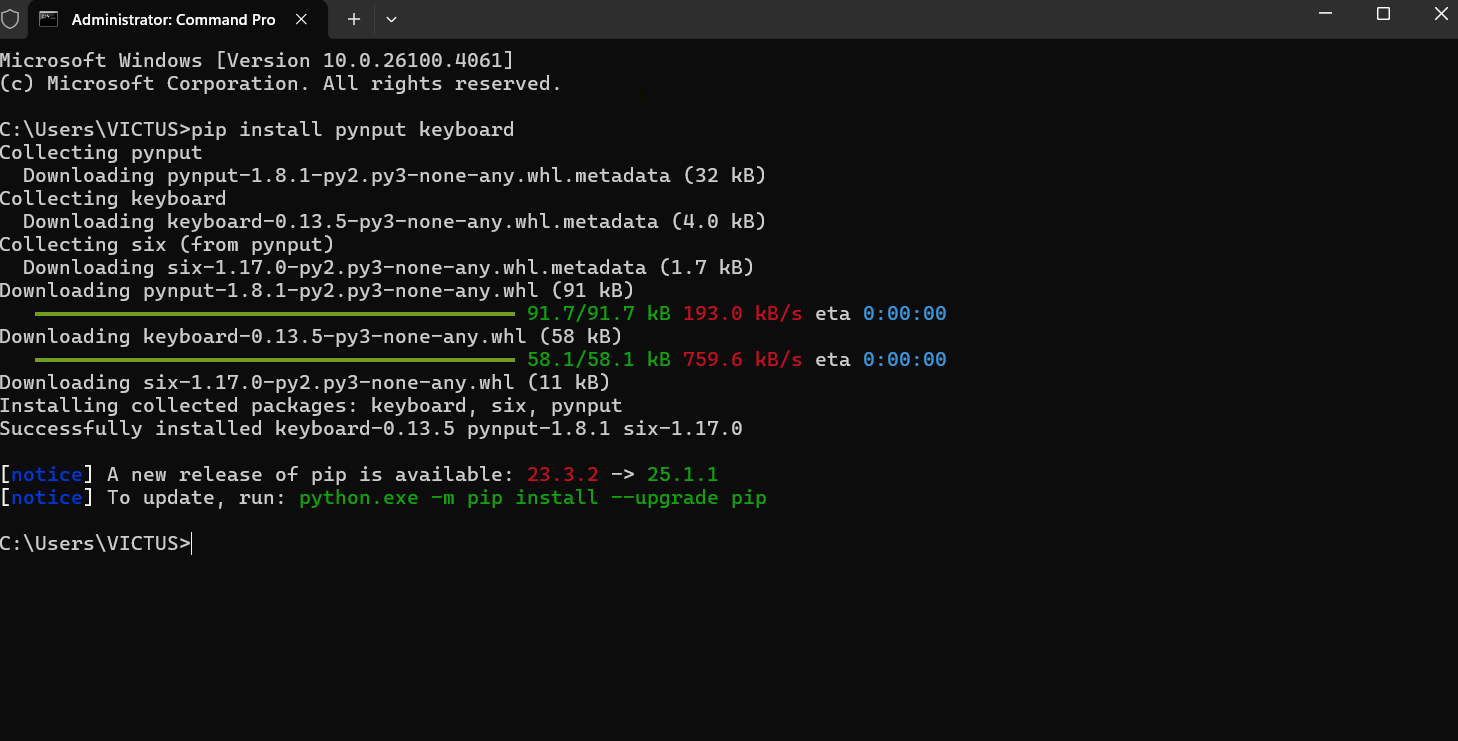 Administrator: Command Pro
Microsoft Windows [Version 10.0.26100.4061]
(c) Microsoft Corporation. All rights reserved.
C:\Users\VICTUS>pip install pynput keyboard
Collecting pynput
  Downloading pynput-1.8.1-py2.py3-none-any.whl.metadata (32 kB)
Collecting keyboard
  Downloading keyboard-0.13.5-py3-none-any.whl.metadata (4.0 kB)
Collecting six (from pynput)
  Downloading six-1.17.0-py2.py3-none-any.whl.metadata (1.7 kB)
Downloading pynput-1.8.1-py2.py3-none-any.whl (91 kB)
91.7/91.7 kB 193.0 kB/s eta 0:00:00
Downloading keyboard-0.13.5-py3-none-any.whl (58 kB)
58.1/58.1 kB 759.6 kB/s eta 0:00:00
Downloading six-1.17.0-py2.py3-none-any.whl (11 kB)
Installing collected packages: keyboard, six, pynput
Successfully installed keyboard-0.13.5 pynput-1.8.1 six-1.17.0
[notice] A new release of pip is available: 23.3.2 -> 25.1.1
[notice] To update, run: python.exe -m pip install --upgrade pip
C:\Users\VICTUS>